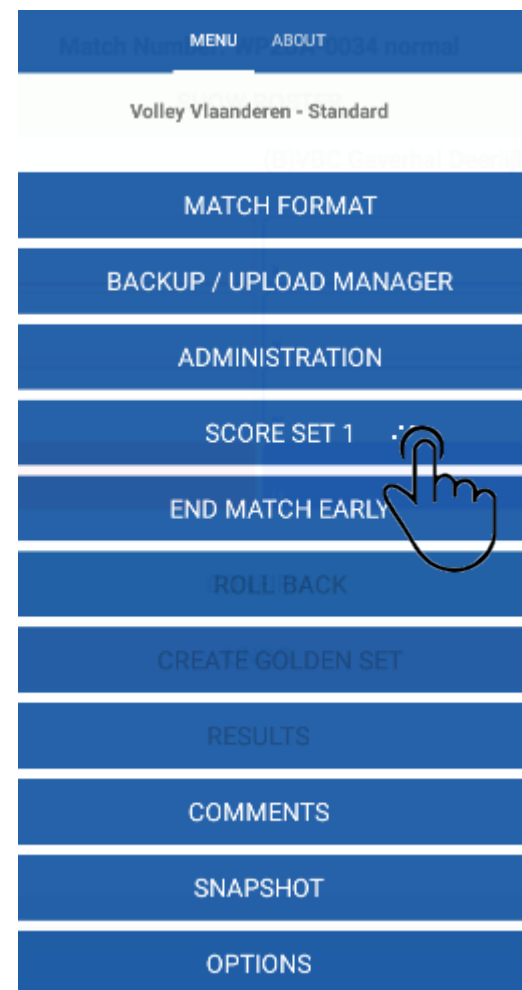 MENU ABOUT
Volley Vlaanderen - Standard
MATCH FORMAT
BACKUP / UPLOAD MANAGER
ADMINISTRATION
SCORE SET 1
END MATCH EARLY
ROLL BACK
CREATE GOLDEN SET
RESULTS
COMMENTS
SNAPSHOT
OPTIONS